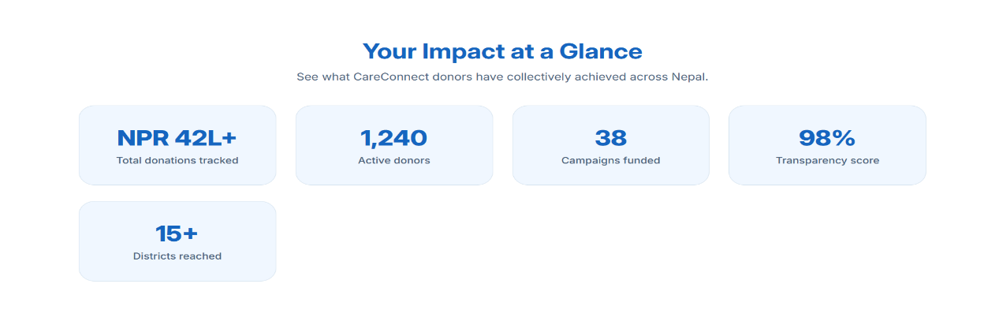 Your Impact at a Glance
See what CareConnect donors have collectively achieved across Nepal.
NPR 42L+
Total donations tracked
1,240
Active donors
38
Campaigns funded
98%
Transparency score
15+
Districts reached